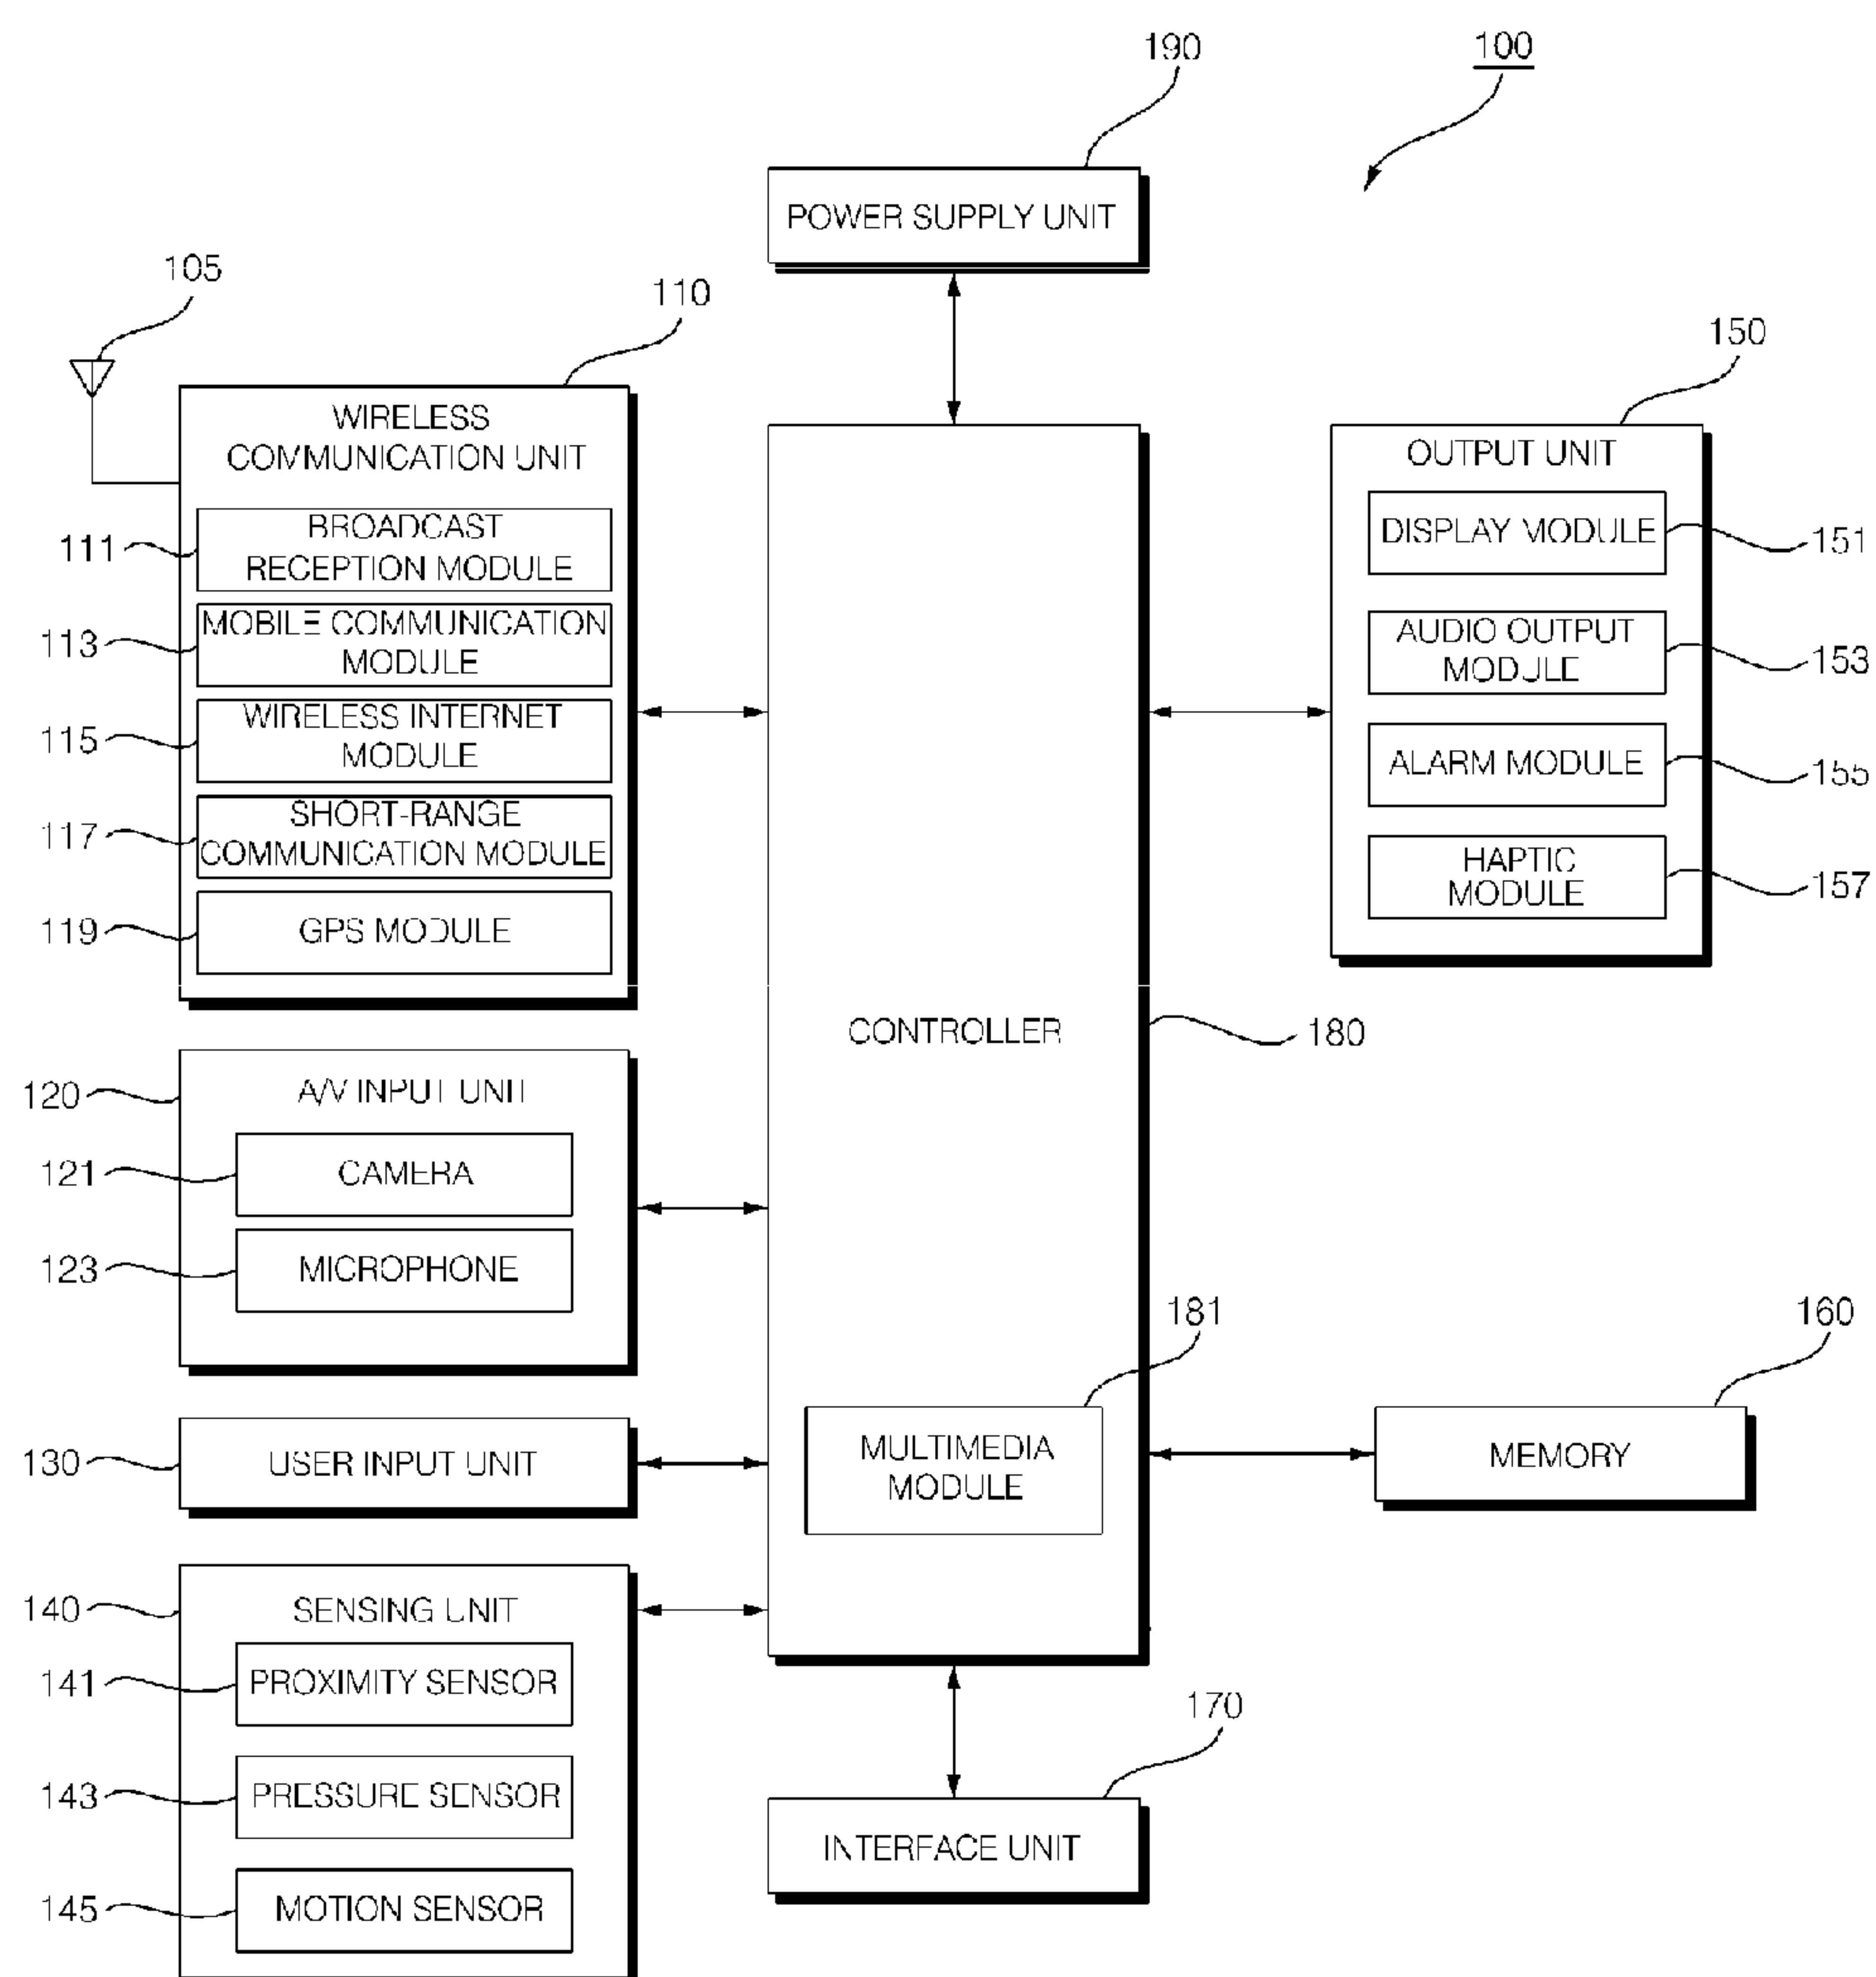 190
100
POWER SUPPLY UNIT
105
110
150
WIRELESS
COMMUNICATION UNIT
OUTPUT UNIT
111
BROADCAST
RECEPTION MODULE
DISPLAY MODULE
151
113
MOBILE COMMUNICATION
MODULE
AUDIO OUTPUT
MODULE
153
115
WIRELESS INTERNET
MODULE
ALARM MODULE
155
117
SHORT-RANGE
COMMUNICATION MODULE
HAPTIC
MODULE
157
119
GPS MODULE
CONTROLLER
180
120
A/V INPUT UNIT
121
CAMERA
123
MICROPHONE
181
160
130
USER INPUT UNIT
MULTIMEDIA
MODULE
MEMORY
140
SENSING UNIT
141
PROXIMITY SENSOR
170
143
PRESSURE SENSOR
INTERFACE UNIT
145
MOTION SENSOR